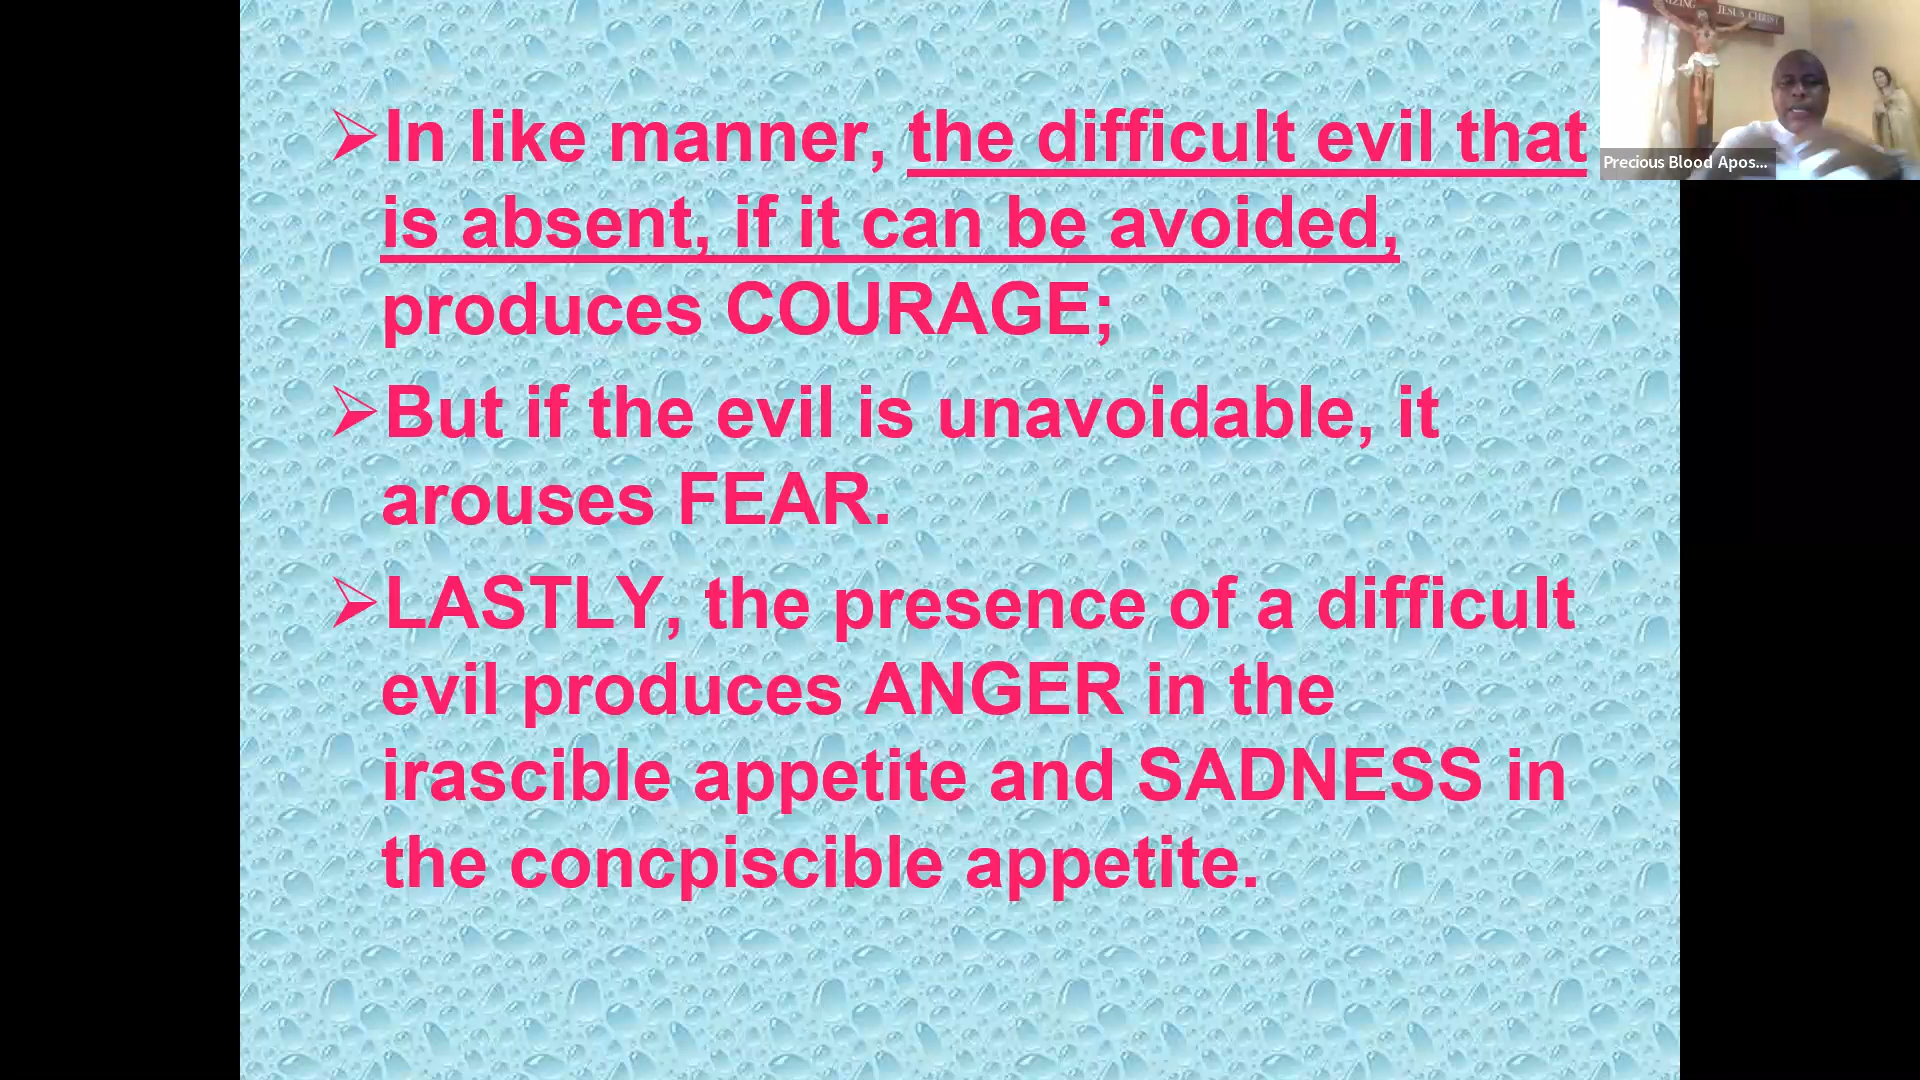 In like manner, the difficult evil that
is absent, if it can be avoided,
produces COURAGE;
But if the evil is unavoidable, it
arouses FEAR.
LASTLY, the presence of a difficult
evil produces ANGER in the
irascible appetite and SADNESS in
the concpiscible appetite.
JESUS CHRIST
Precious Blood Apos...